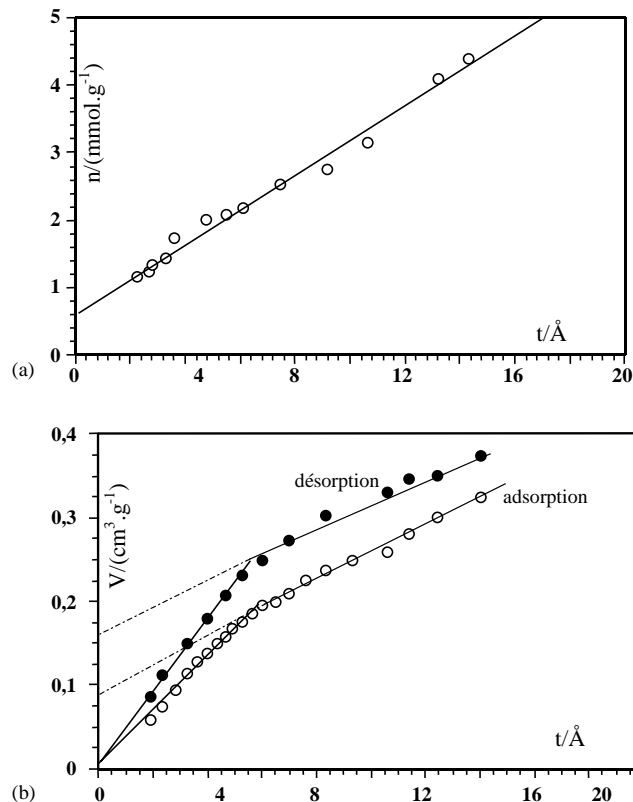 5
4
3
2
1
0
n/(mmol.g⁻¹)
t/Å
0 4 8 12 16 20
(a)
0,4
0,3
0,2
0,1
0
V/(cm³.g⁻¹)
désorption
adsorption
t/Å
0 4 8 12 16 20
(b)